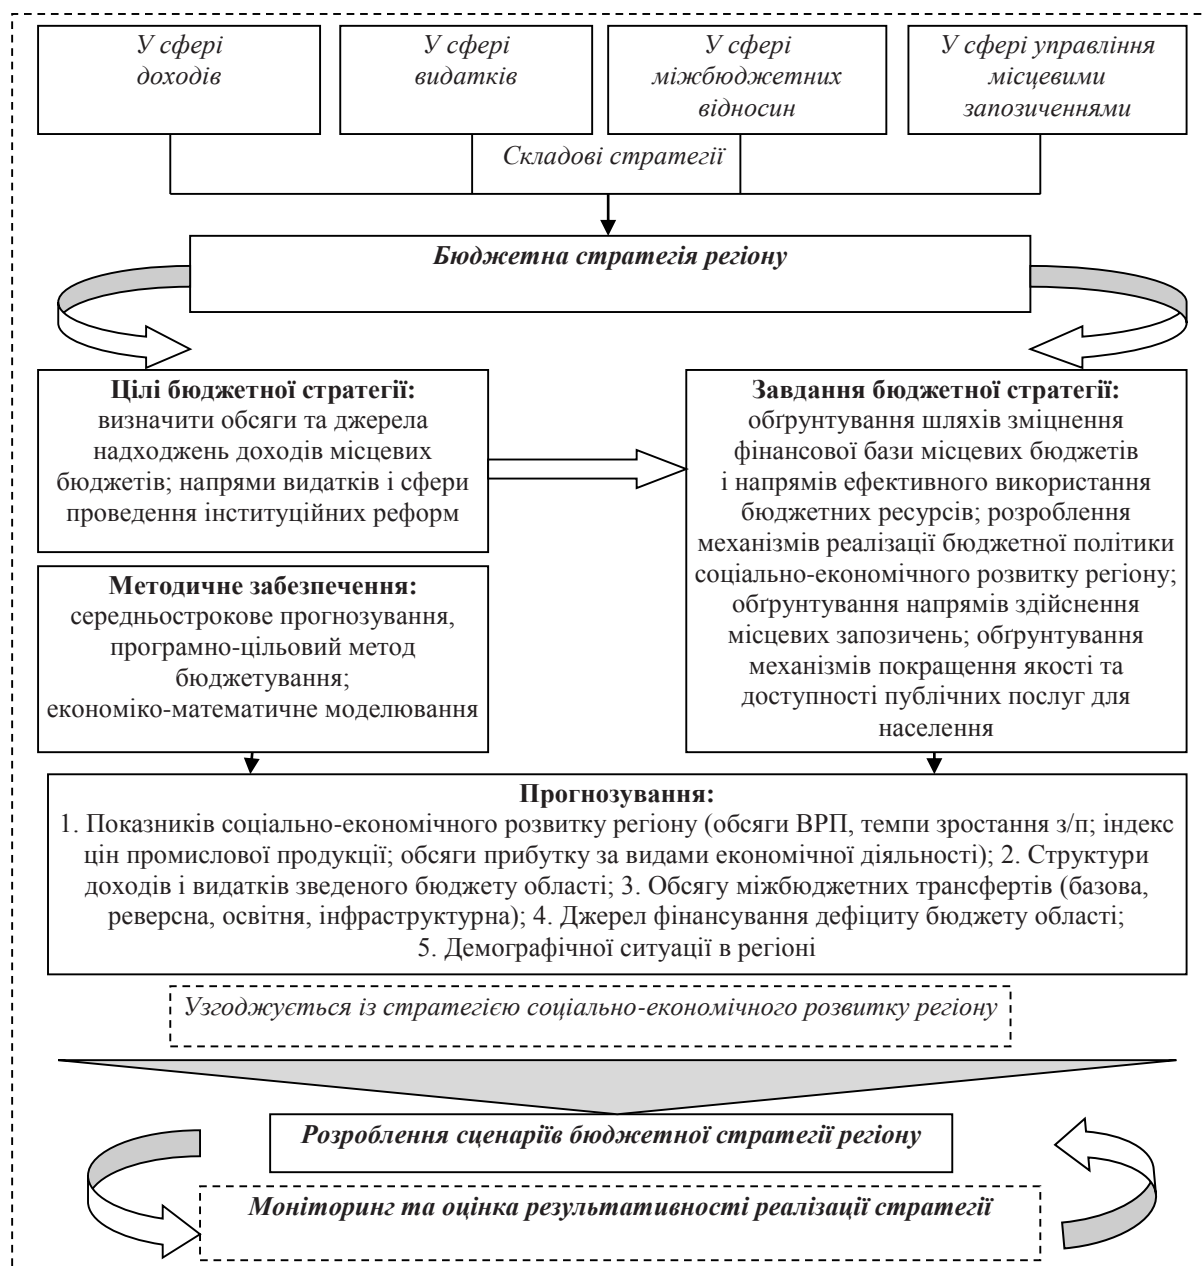 У сфері
доходів
У сфері
видатків
У сфері
міжбюджетних
відносин
У сфері управління
місцевими
запозиченнями
Складові стратегії
Бюджетна стратегія регіону
Цілі бюджетної стратегії:
визначити обсяги та джерела
надходжень доходів місцевих
бюджетів; напрями видатків і сфери
проведення інституційних реформ
Завдання бюджетної стратегії:
обґрунтування шляхів зміцнення
фінансової бази місцевих бюджетів
і напрямів ефективного використання
бюджетних ресурсів; розроблення
механізмів реалізації бюджетної політики
соціально-економічного розвитку регіону;
обґрунтування напрямів здійснення
місцевих запозичень; обґрунтування
механізмів покращення якості та
доступності публічних послуг для
населення
Методичне забезпечення:
середньострокове прогнозування,
програмно-цільовий метод
бюджетування;
економіко-математичне моделювання
Прогнозування:
1. Показників соціально-економічного розвитку регіону (обсяги ВРП, темпи зростання з/п; індекс
цін промислової продукції; обсяги прибутку за видами економічної діяльності); 2. Структури
доходів і видатків зведеного бюджету області; 3. Обсягу міжбюджетних трансфертів (базова,
реверсна, освітня, інфраструктурна); 4. Джерел фінансування дефіциту бюджету області;
5. Демографічної ситуації в регіоні
Узгоджується із стратегією соціально-економічного розвитку регіону
Розроблення сценаріїв бюджетної стратегії регіону
Моніторинг та оцінка результативності реалізації стратегії